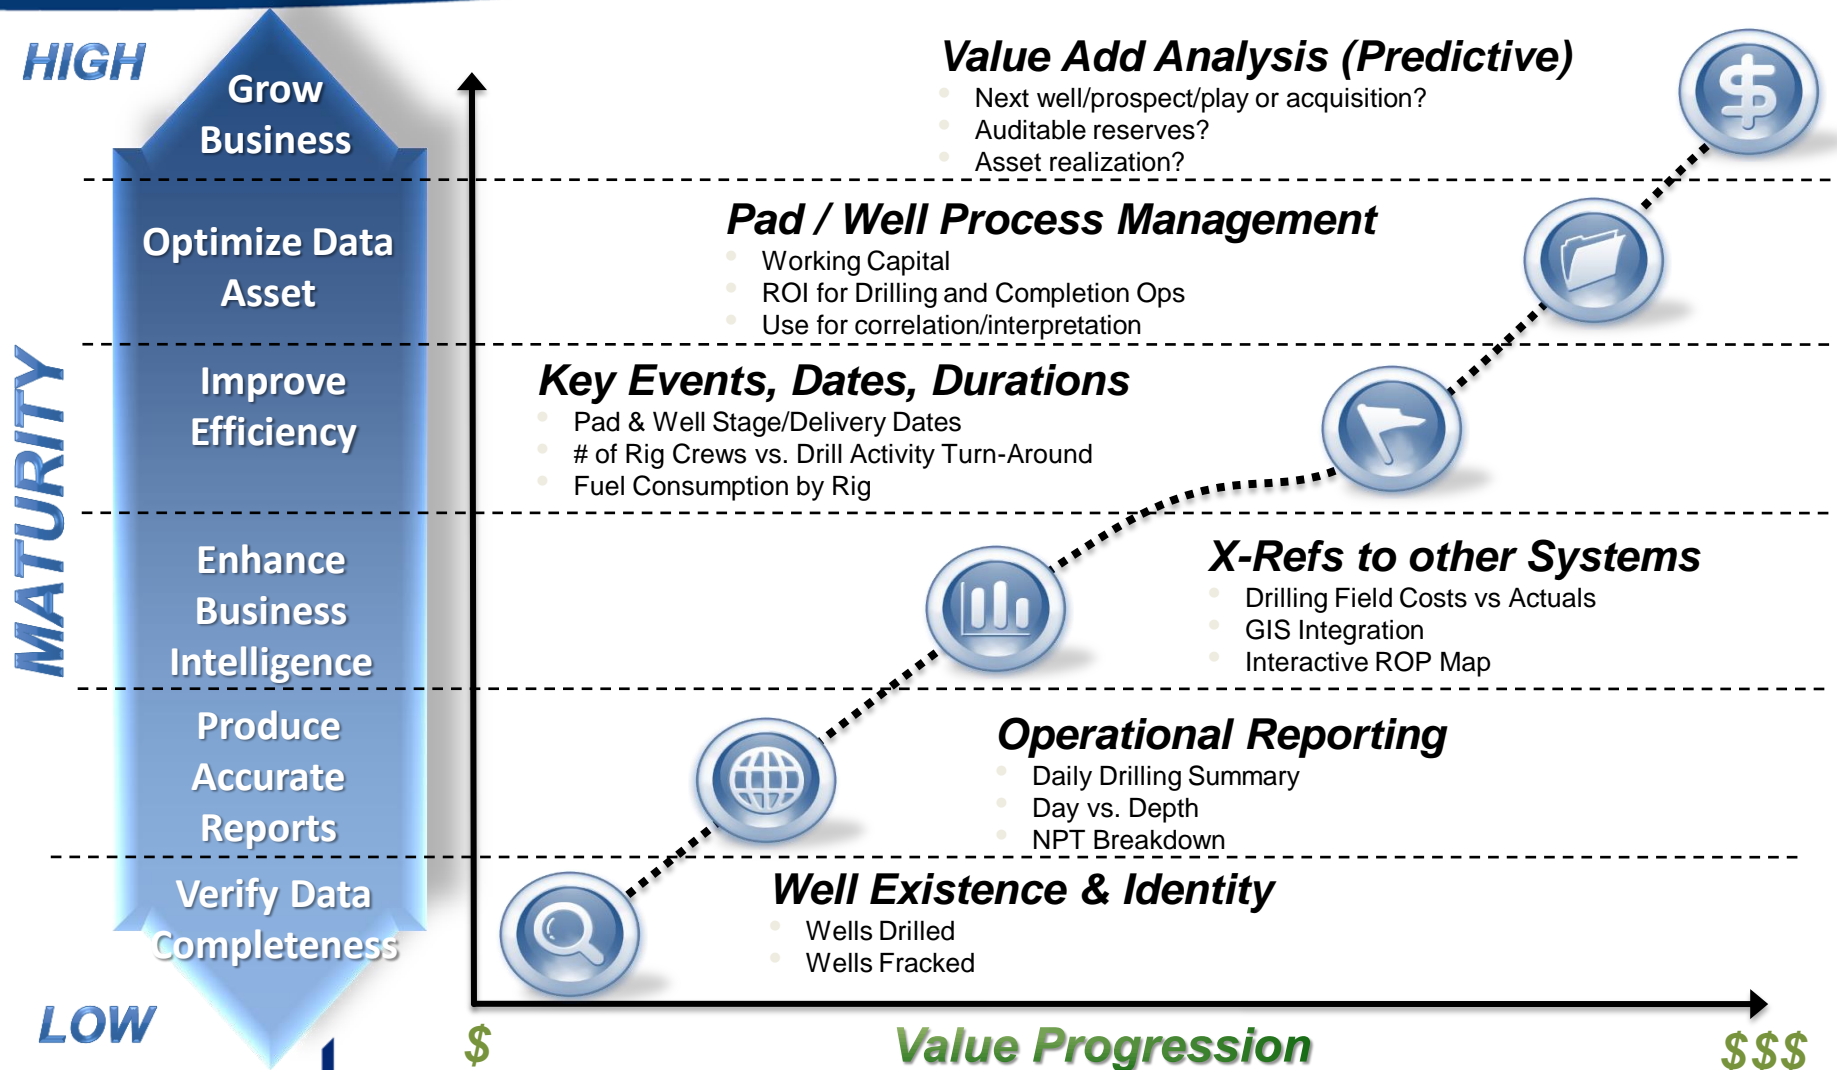 HIGH
Grow
Business
Value Add Analysis (Predictive)
Next well/prospect/play or acquisition?
Auditable reserves?
Asset realization?
Optimize Data
Asset
Pad / Well Process Management
Working Capital
ROI for Drilling and Completion Ops
Use for correlation/interpretation
MATURITY
Improve
Efficiency
Key Events, Dates, Durations
Pad & Well Stage/Delivery Dates
# of Rig Crews vs. Drill Activity Turn-Around
Fuel Consumption by Rig
Enhance
Business
Intelligence
X-Refs to other Systems
Drilling Field Costs vs Actuals
GIS Integration
Interactive ROP Map
Produce
Accurate
Reports
Operational Reporting
Daily Drilling Summary
Day vs. Depth
NPT Breakdown
Verify Data
Completeness
Well Existence & Identity
Wells Drilled
Wells Fracked
LOW
$ Value Progression $$$